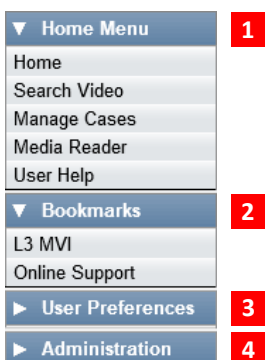 ▼ Home Menu 1
Home
Search Video
Manage Cases
Media Reader
User Help
▼ Bookmarks 2
L3 MVI
Online Support
► User Preferences 3
► Administration 4